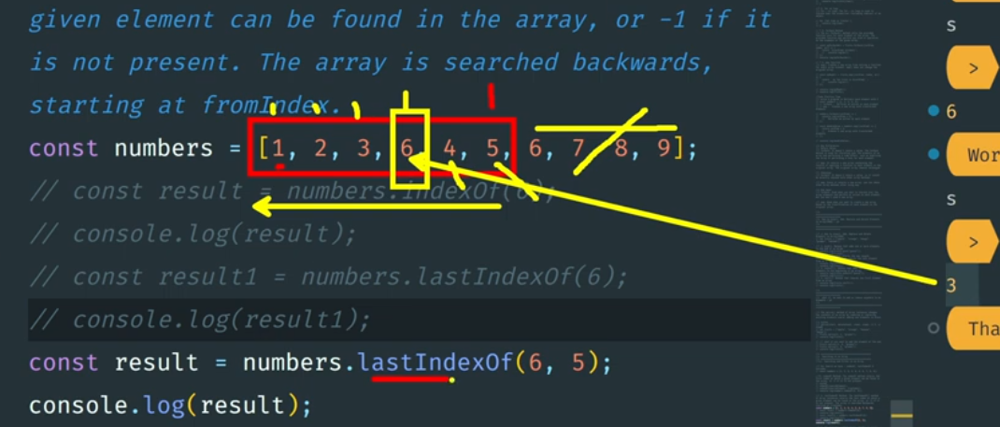 given element can be found in the array, or -1 if it
is not present. The array is searched backwards,
starting at fromIndex.
const numbers = [1, 2, 3, 6, 4, 5, 6, 7, 8, 9];
// const result = numbers.indexOf(6);
// console.log(result);
// const result1 = numbers.lastIndexOf(6);
// console.log(result1);
const result = numbers.lastIndexOf(6, 5);
console.log(result);
s
>
6
Wor
s
>
3
Tha